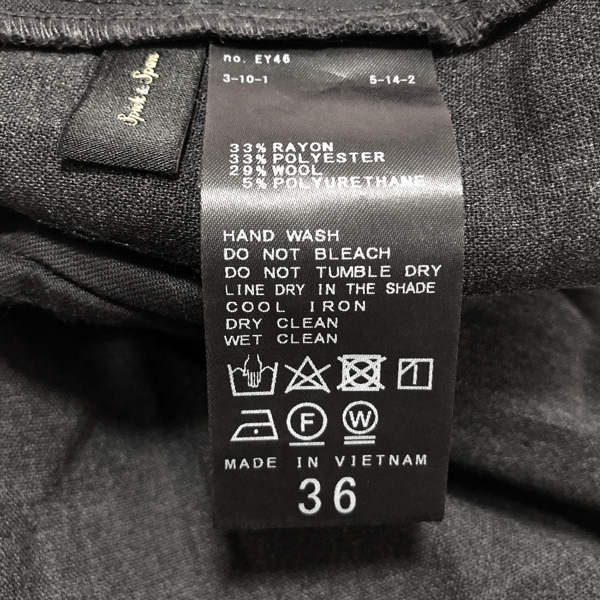 no. EY46
3-10-1 5-14-2
33% RAYON
33% POLYESTER
29% WOOL
5% POLYURETHANE
HAND WASH
DO NOT BLEACH
DO NOT TUMBLE DRY
LINE DRY IN THE SHADE
COOL IRON
DRY CLEAN
WET CLEAN
F W
MADE IN VIETNAM
36